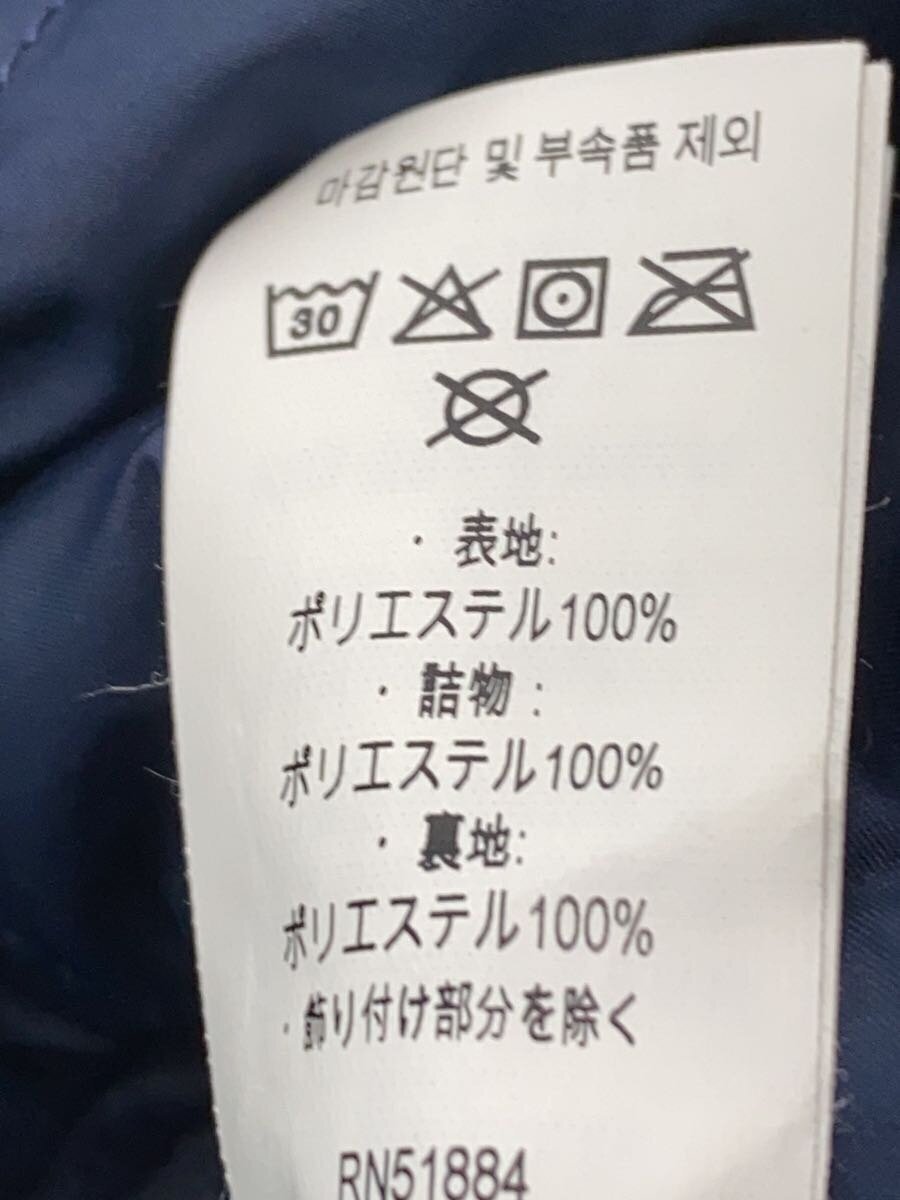 마감원단 및 부속품 제외
30
· 表地:
ポリエステル100%
· 詰物 :
ポリエステル100%
· 裏地:
ポリエステル100%
· 飾り付け部分を除く
RN51884